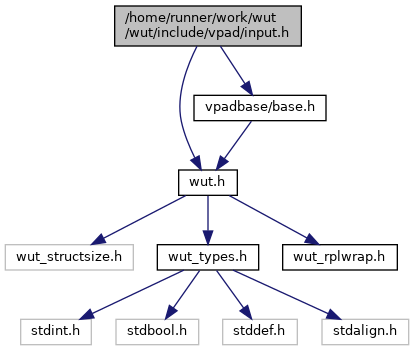 /home/runner/work/wut
/wut/include/vpad/input.h
vpadbase/base.h
wut.h
wut_structsize.h
wut_types.h
wut_rplwrap.h
stdint.h
stdbool.h
stddef.h
stdalign.h